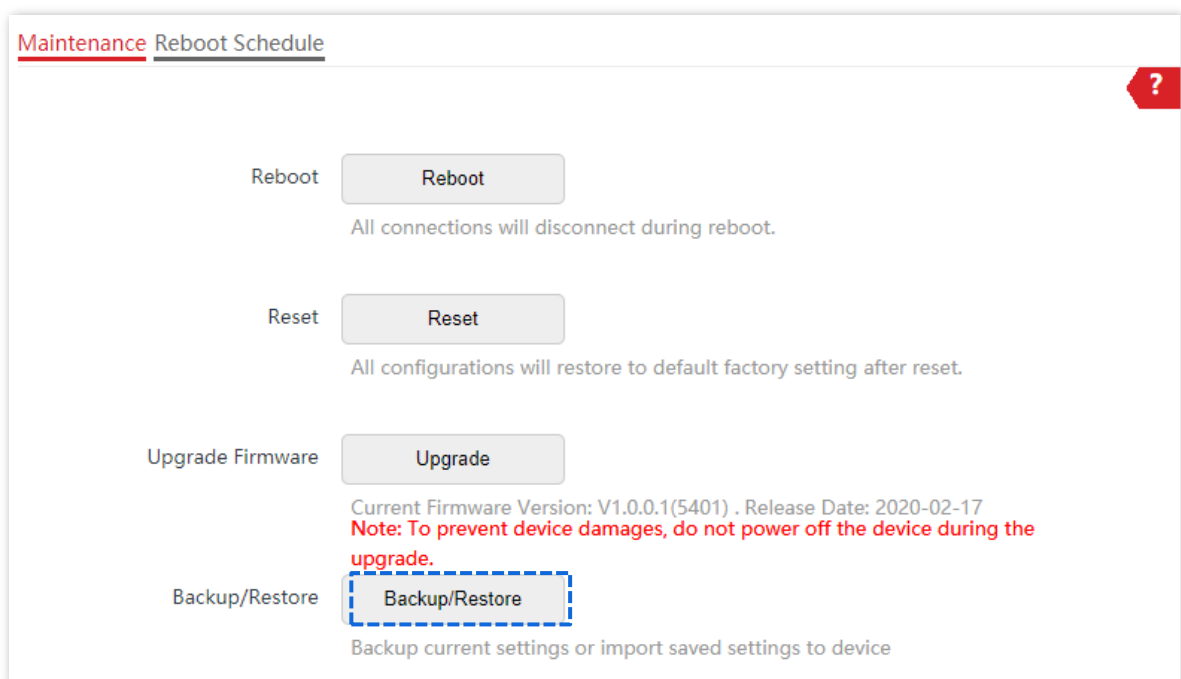 Maintenance Reboot Schedule
?
Reboot Reboot
All connections will disconnect during reboot.
Reset Reset
All configurations will restore to default factory setting after reset.
Upgrade Firmware Upgrade
Current Firmware Version: V1.0.0.1(5401) . Release Date: 2020-02-17
Note: To prevent device damages, do not power off the device during the
upgrade.
Backup/Restore Backup/Restore
Backup current settings or import saved settings to device